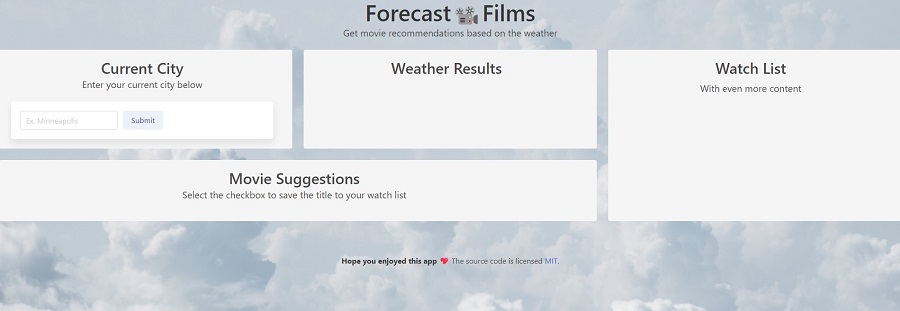 Forecast 🎥 Films
Get movie recommendations based on the weather
Current City
Enter your current city below
Ex. Minneapolis
Submit
Weather Results
Watch List
With even more content
Movie Suggestions
Select the checkbox to save the title to your watch list
Hope you enjoyed this app 💖 The source code is licensed MIT.